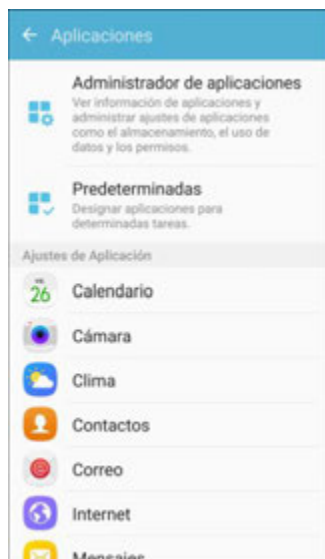 Aplicaciones
Administrador de aplicaciones
Ver información de aplicaciones y
administrar ajustes de aplicaciones
como el almacenamiento, el uso de
datos y los permisos.
Predeterminadas
Designar aplicaciones para
determinadas tareas.
Ajustes de Aplicación
26
Calendario
Cámara
Clima
Contactos
Correo
Internet
Mensajes